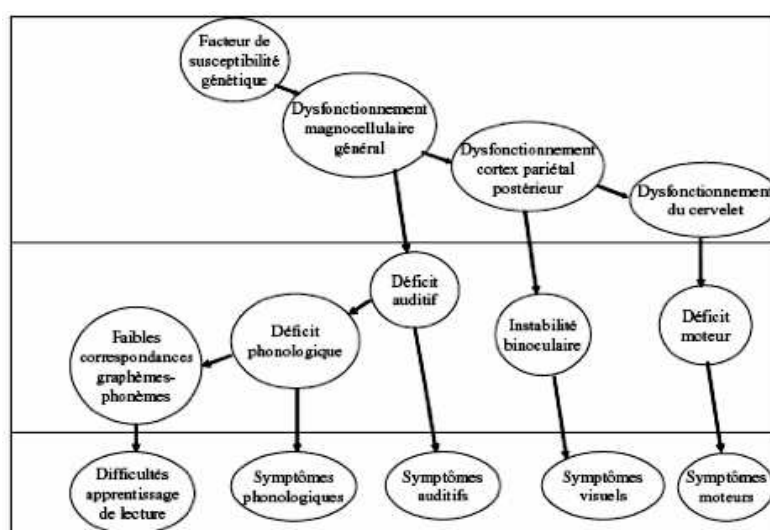 Facteur de
susceptibilité
génétique
Dysfonctionnement
magnocellulaire
général
Dysfonctionnement
cortex pariétal
postérieur
Dysfonctionnement
du cervelet
Déficit
auditif
Déficit
phonologique
Faibles
correspondances
graphèmes-
phonèmes
Instabilité
binoculaire
Déficit
moteur
Difficultés
apprentissage
de lecture
Symptômes
phonologiques
Symptômes
auditifs
Symptômes
visuels
Symptômes
moteurs